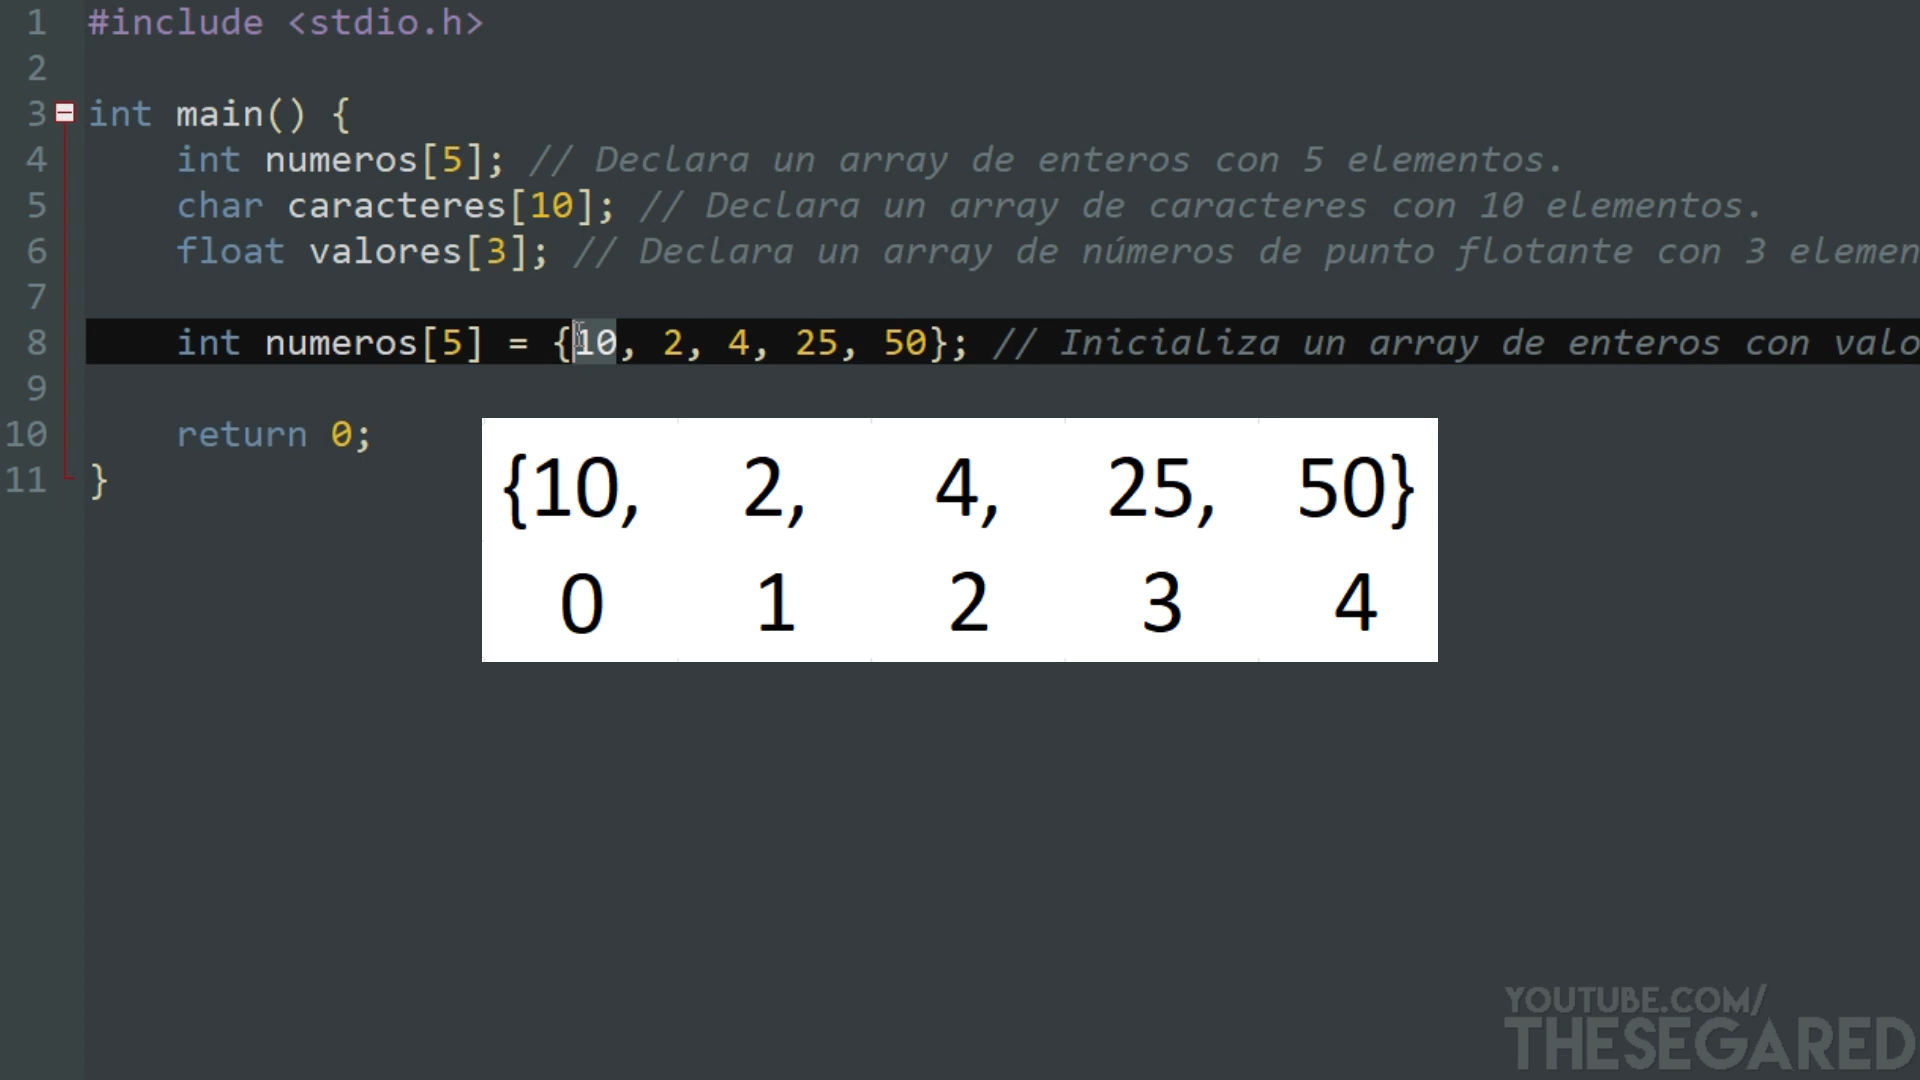 1 #include <stdio.h>
2
3 int main() {
4 int numeros[5]; // Declara un array de enteros con 5 elementos.
5 char caracteres[10]; // Declara un array de caracteres con 10 elementos.
6 float valores[3]; // Declara un array de números de punto flotante con 3 elemen
7
8 int numeros[5] = {10, 2, 4, 25, 50}; // Inicializa un array de enteros con valo
9
10 return 0;
11 }
{10, 2, 4, 25, 50}
0 1 2 3 4
YOUTUBE.COM/
THESEGARED